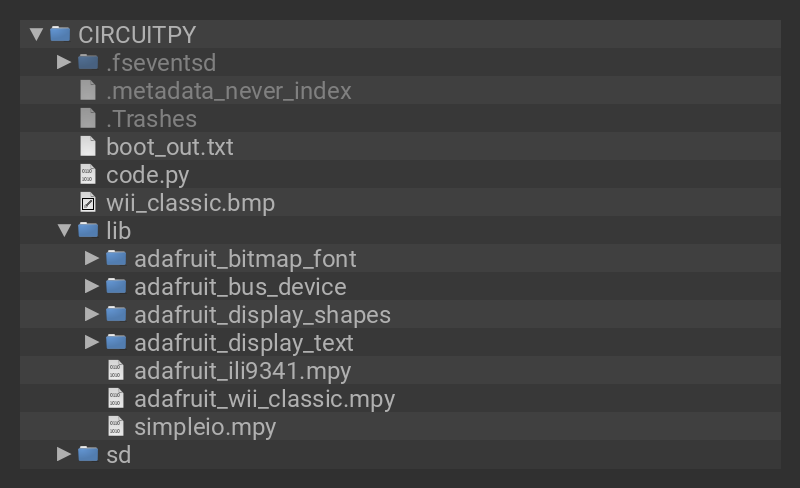 CIRCUITPY
.fseventsd
.metadata_never_index
.Trashes
boot_out.txt
code.py
wii_classic.bmp
lib
adafruit_bitmap_font
adafruit_bus_device
adafruit_display_shapes
adafruit_display_text
adafruit_ili9341.mpy
adafruit_wii_classic.mpy
simpleio.mpy
sd